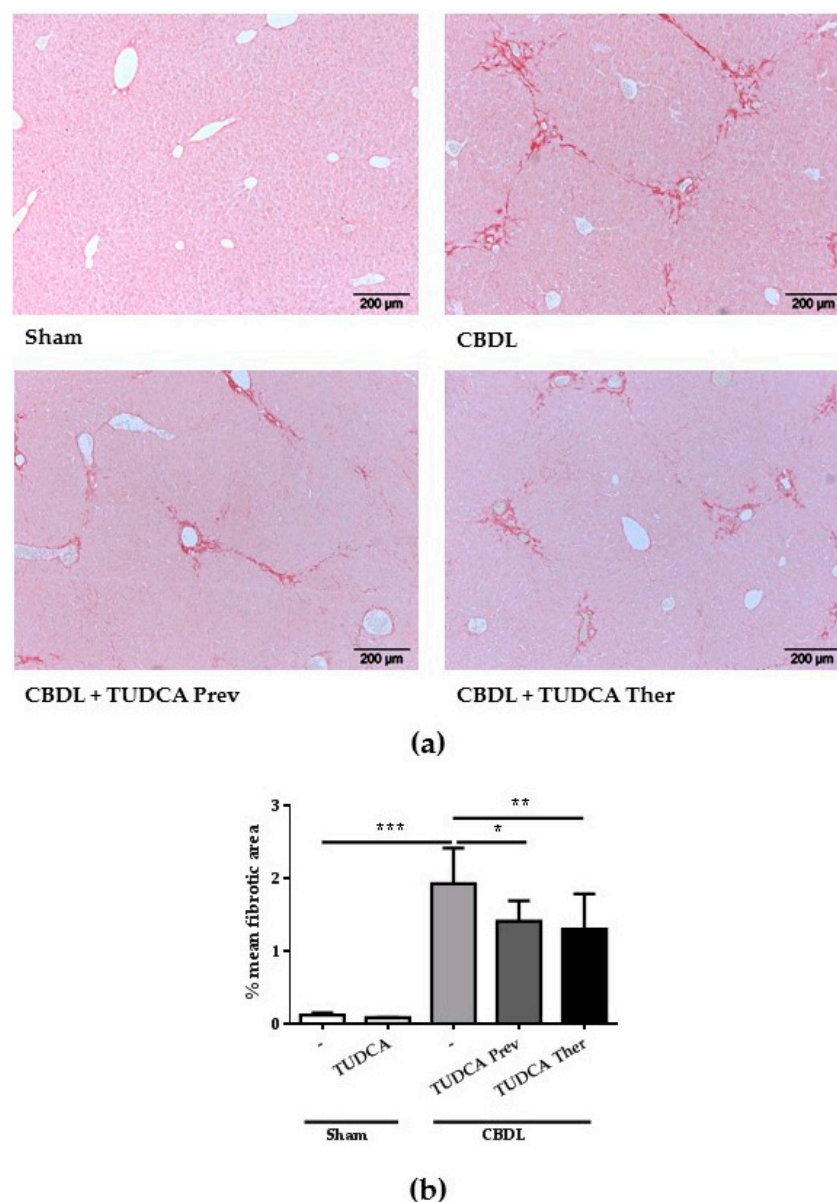 200 µm
200 µm
Sham
CBDL
200 µm
200 µm
CBDL + TUDCA Prev
CBDL + TUDCA Ther
(a)
3
2
1
0
% mean fibrotic area
***
**
*
-
TUDCA
-
TUDCA Prev
TUDCA Ther
Sham
CBDL
(b)